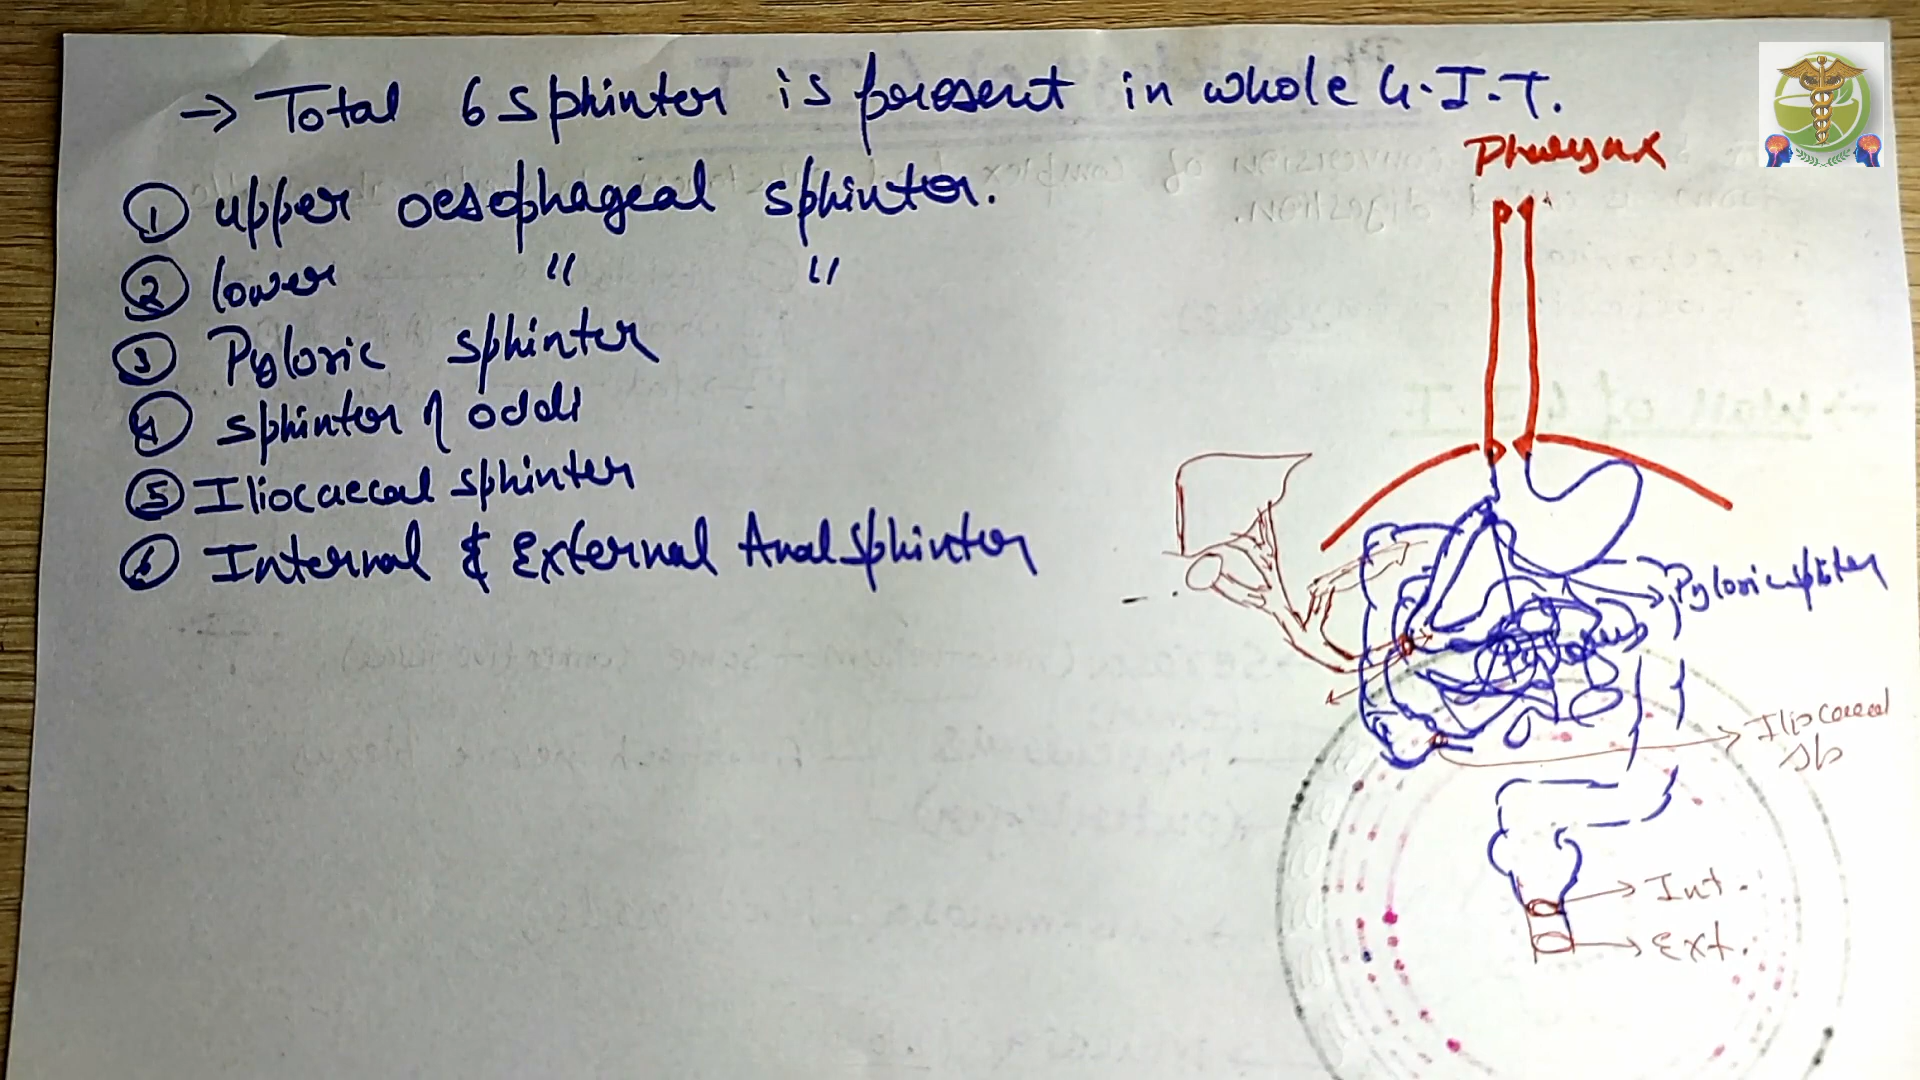 → Total 6 sphinter is present in whole G.I.T.
① upper oesophageal sphinter.
② lower " "
③ Pyloric sphinter
④ sphinter of oddi
⑤ Iliocaecal sphinter
⑥ Internal & External Anal sphinter
Pharynx
Pyloric
Iliocaecal
Sp
Int.
Ext.